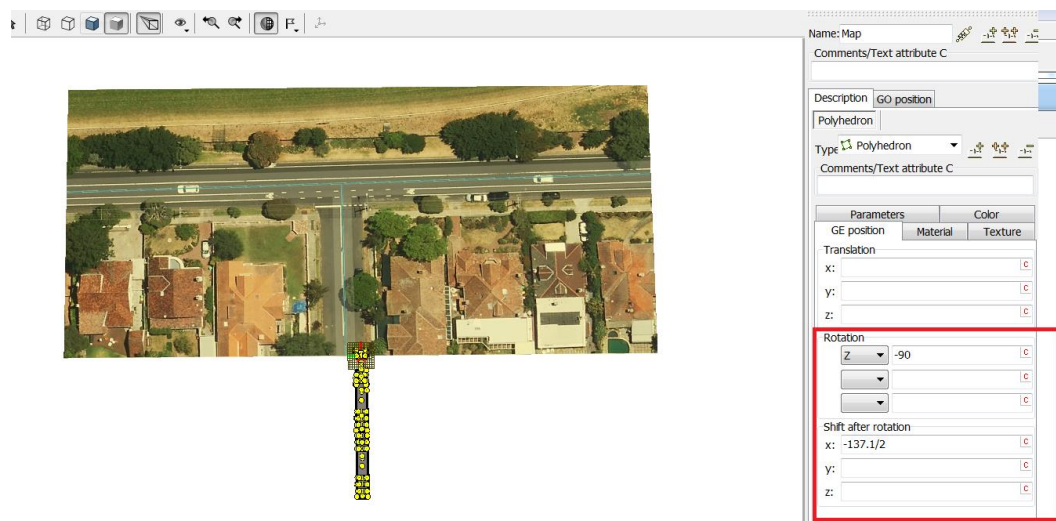 Name: Map
Comments/Text attribute C
Description GO position
Polyhedron
Type Polyhedron
Comments/Text attribute C
Parameters Color
GE position Material Texture
Translation
x: C
y: C
z: C
Rotation
Z -90 C
C
C
Shift after rotation
x: -137.1/2 C
y: C
z: C